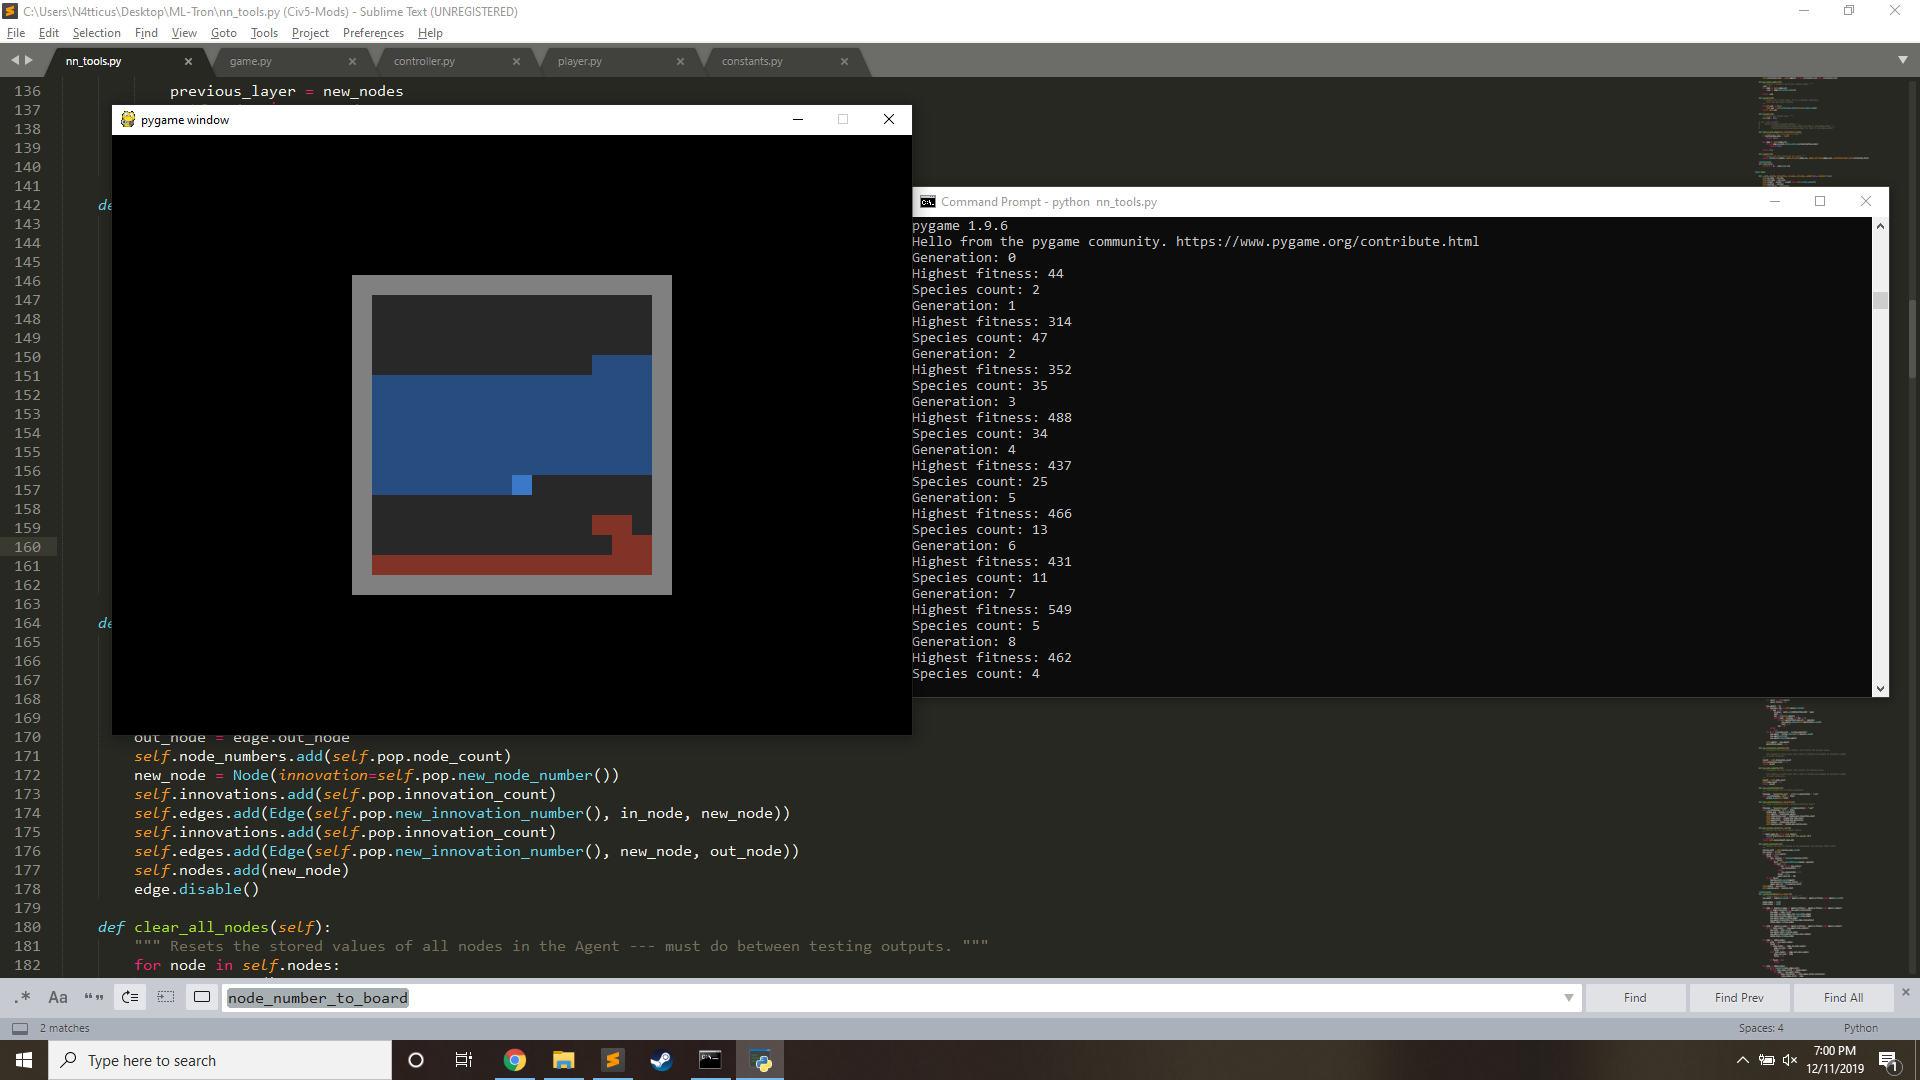 C:\Users\N4tticus\Desktop\ML-Tron\nn_tools.py (Civ5-Mods) - Sublime Text (UNREGISTERED)
File Edit Selection Find View Goto Tools Project Preferences Help
nn_tools.py game.py controller.py player.py constants.py
136 previous_layer = new_nodes
137
pygame window
138
139
140
141
142 de
143
144
145
146
147
148
149
150
151
152
153
154
155
156
157
158
159
160
161
162
163
164 de
165
166
167
168
169
170 out_node = edge.out_node
171 self.node_numbers.add(self.pop.node_count)
172 new_node = Node(innovation=self.pop.new_node_number())
173 self.innovations.add(self.pop.innovation_count)
174 self.edges.add(Edge(self.pop.new_innovation_number(), in_node, new_node))
175 self.innovations.add(self.pop.innovation_count)
176 self.edges.add(Edge(self.pop.new_innovation_number(), new_node, out_node))
177 self.nodes.add(new_node)
178 edge.disable()
179
180 def clear_all_nodes(self):
181 """ Resets the stored values of all nodes in the Agent --- must do between testing outputs. """
182 for node in self.nodes:
Command Prompt - python nn_tools.py
pygame 1.9.6
Hello from the pygame community. https://www.pygame.org/contribute.html
Generation: 0
Highest fitness: 44
Species count: 2
Generation: 1
Highest fitness: 314
Species count: 47
Generation: 2
Highest fitness: 352
Species count: 35
Generation: 3
Highest fitness: 488
Species count: 34
Generation: 4
Highest fitness: 437
Species count: 25
Generation: 5
Highest fitness: 466
Species count: 13
Generation: 6
Highest fitness: 431
Species count: 11
Generation: 7
Highest fitness: 549
Species count: 5
Generation: 8
Highest fitness: 462
Species count: 4
.* Aa “” node_number_to_board Find Find Prev Find All
2 matches Spaces: 4 Python
Type here to search
7:00 PM
12/11/2019
1